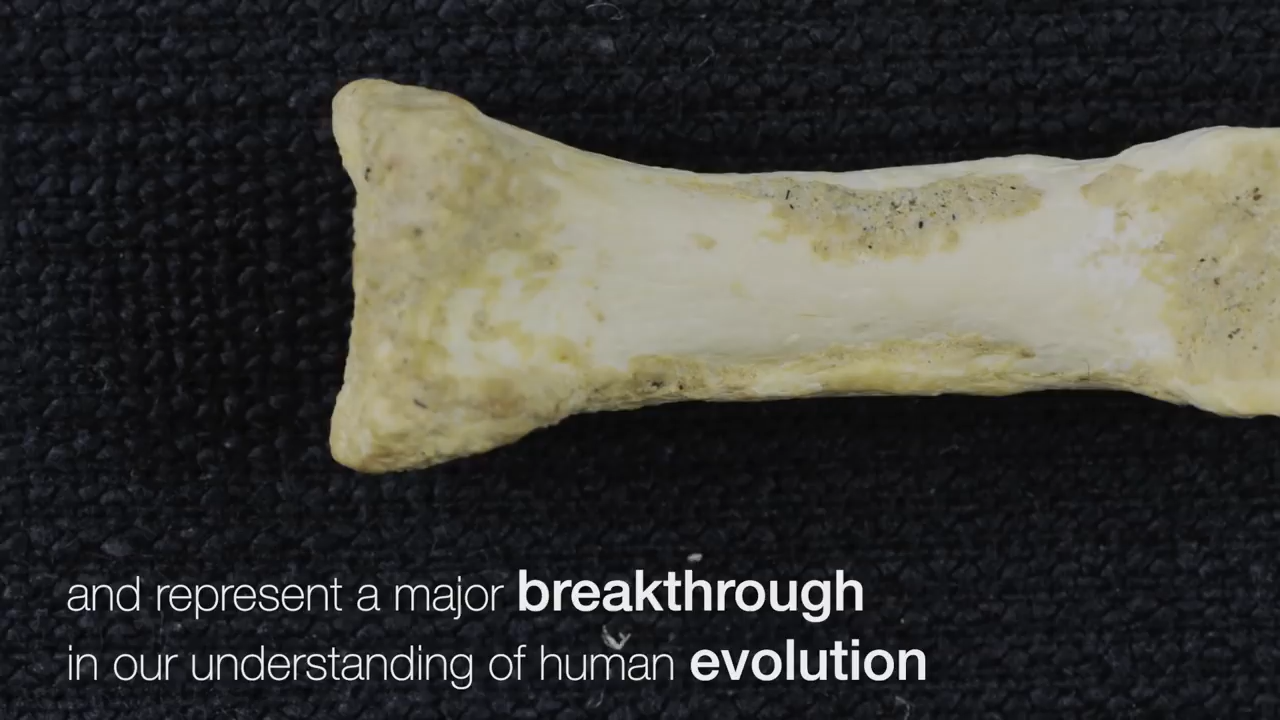 and represent a major breakthrough
in our understanding of human evolution